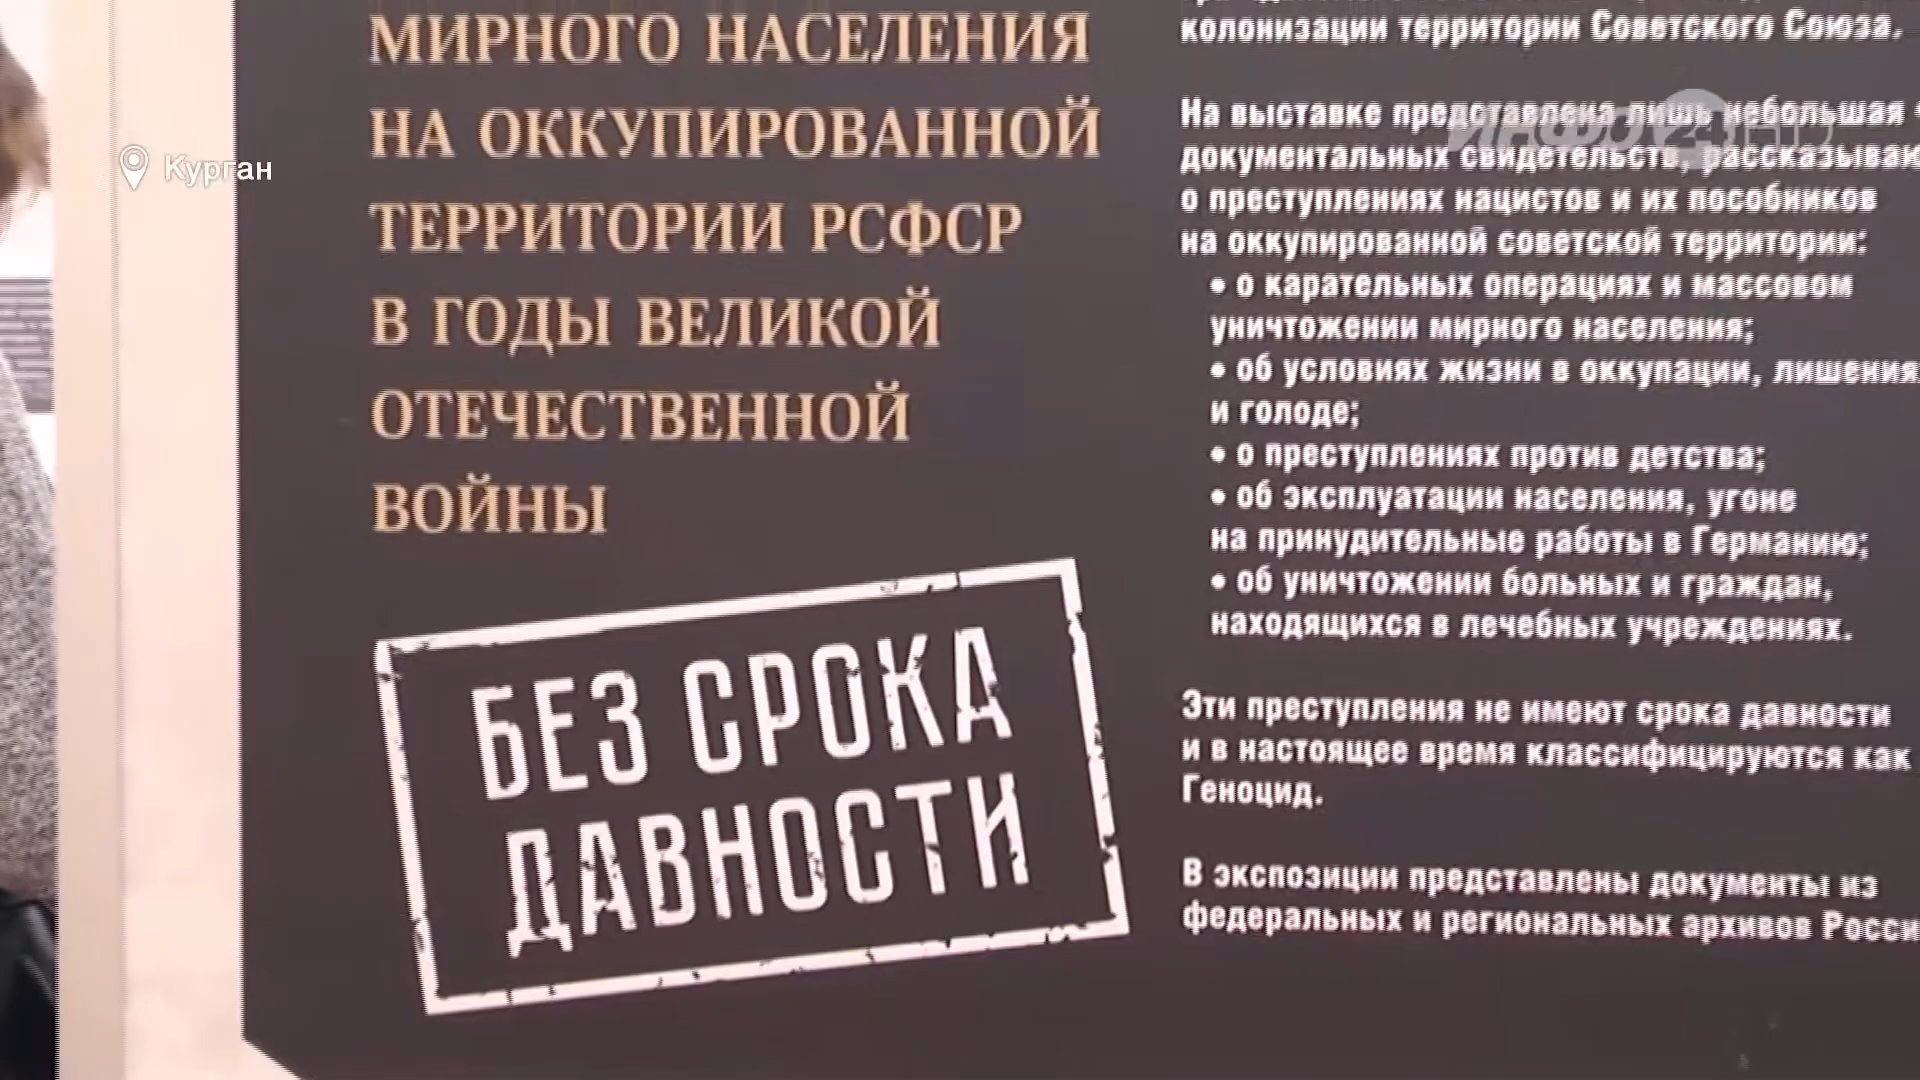 МИРНОГО НАСЕЛЕНИЯ
НА ОККУПИРОВАННОЙ
ТЕРРИТОРИИ РСФСР
В ГОДЫ ВЕЛИКОЙ
ОТЕЧЕСТВЕННОЙ
ВОЙНЫ
БЕЗ СРОКА
ДАВНОСТИ
колонизации территории Советского Союза.
На выставке представлена лишь небольшая
документальных свидетельств, рассказываю
о преступлениях нацистов и их пособников
на оккупированной советской территории:
• о карательных операциях и массовом
уничтожении мирного населения;
• об условиях жизни в оккупации, лишения
и голоде;
• о преступлениях против детства;
• об эксплуатации населения, угоне
на принудительные работы в Германию;
• об уничтожении больных и граждан,
находящихся в лечебных учреждениях.
Эти преступления не имеют срока давности
и в настоящее время классифицируются как
Геноцид.
В экспозиции представлены документы из
федеральных и региональных архивов Росси
Курган
ИНФО 24 HD